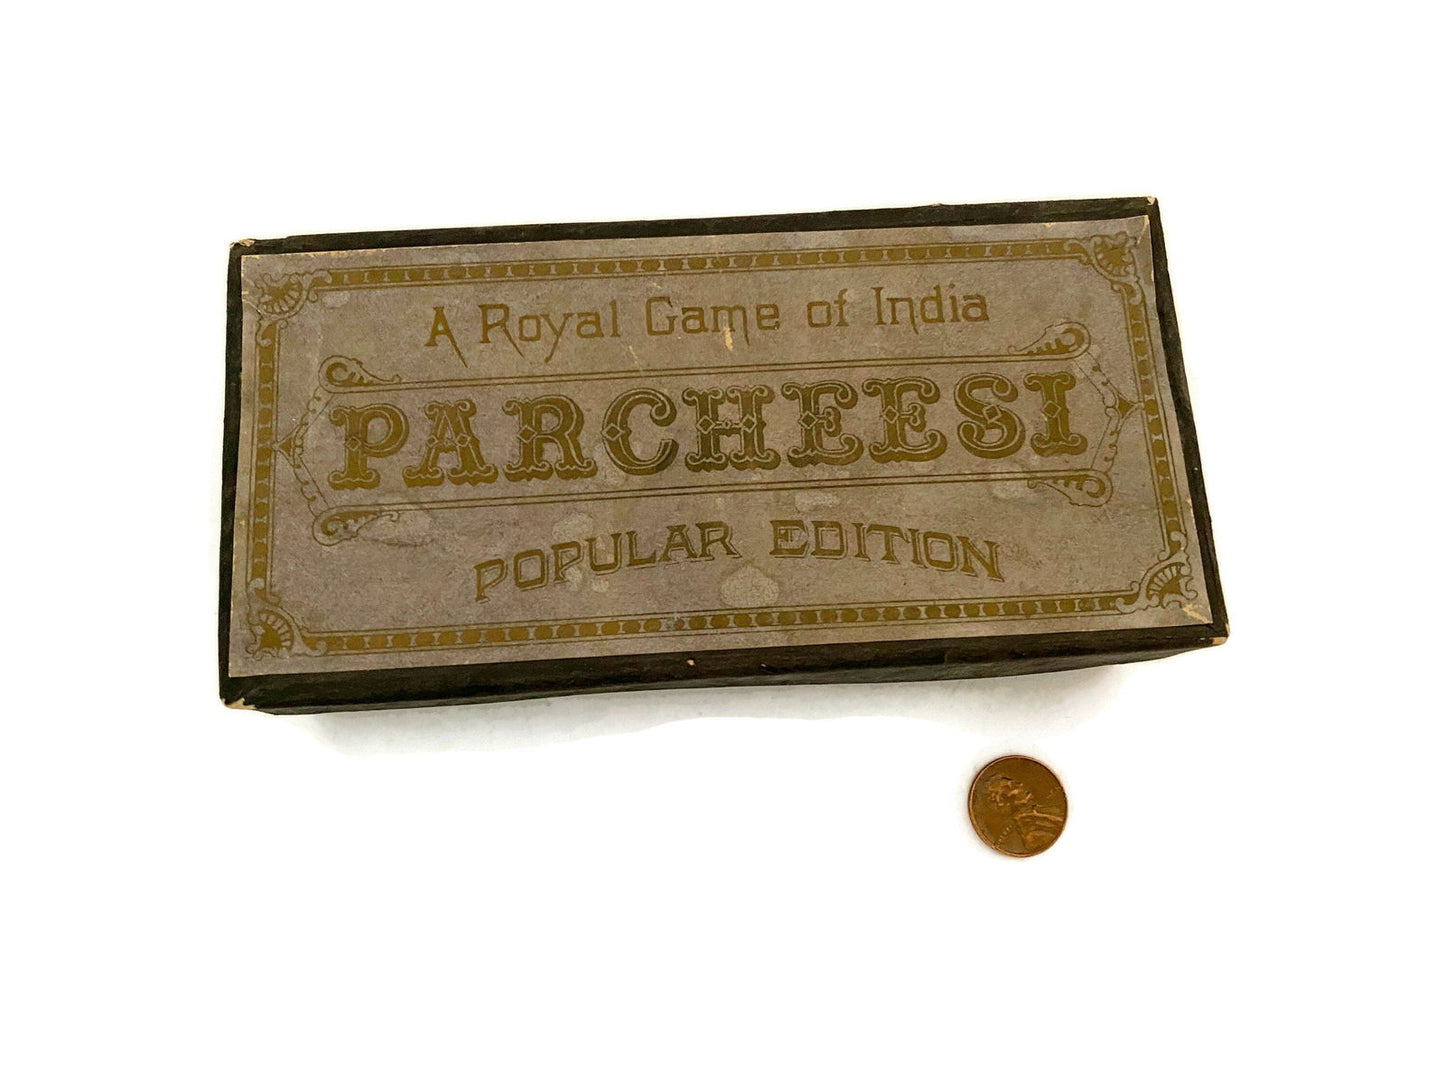 A Royal Game of India
PARCHEESI
POPULAR EDITION